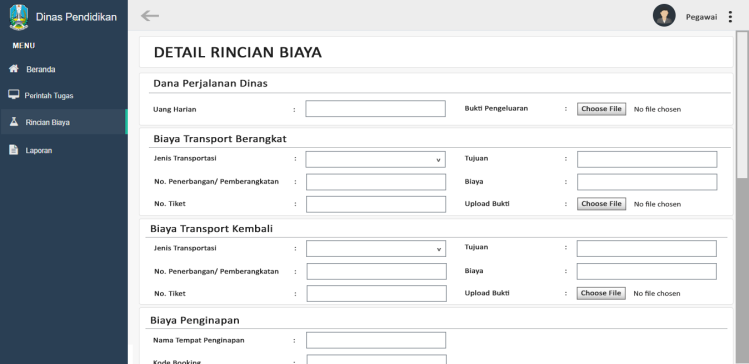 Dinas Pendidikan
Pegawai
MENU
Beranda
Perintah Tugas
Rincian Biaya
Laporan
DETAIL RINCIAN BIAYA
Dana Perjalanan Dinas
Uang Harian : Bukti Pengeluaran : Choose File No file chosen
Biaya Transport Berangkat
Jenis Transportasi : Tujuan :
No. Penerbangan/ Pemberangkatan : Biaya :
No. Tiket : Upload Bukti : Choose File No file chosen
Biaya Transport Kembali
Jenis Transportasi : Tujuan :
No. Penerbangan/ Pemberangkatan : Biaya :
No. Tiket : Upload Bukti : Choose File No file chosen
Biaya Penginapan
Nama Tempat Penginapan :
Kode Booking :